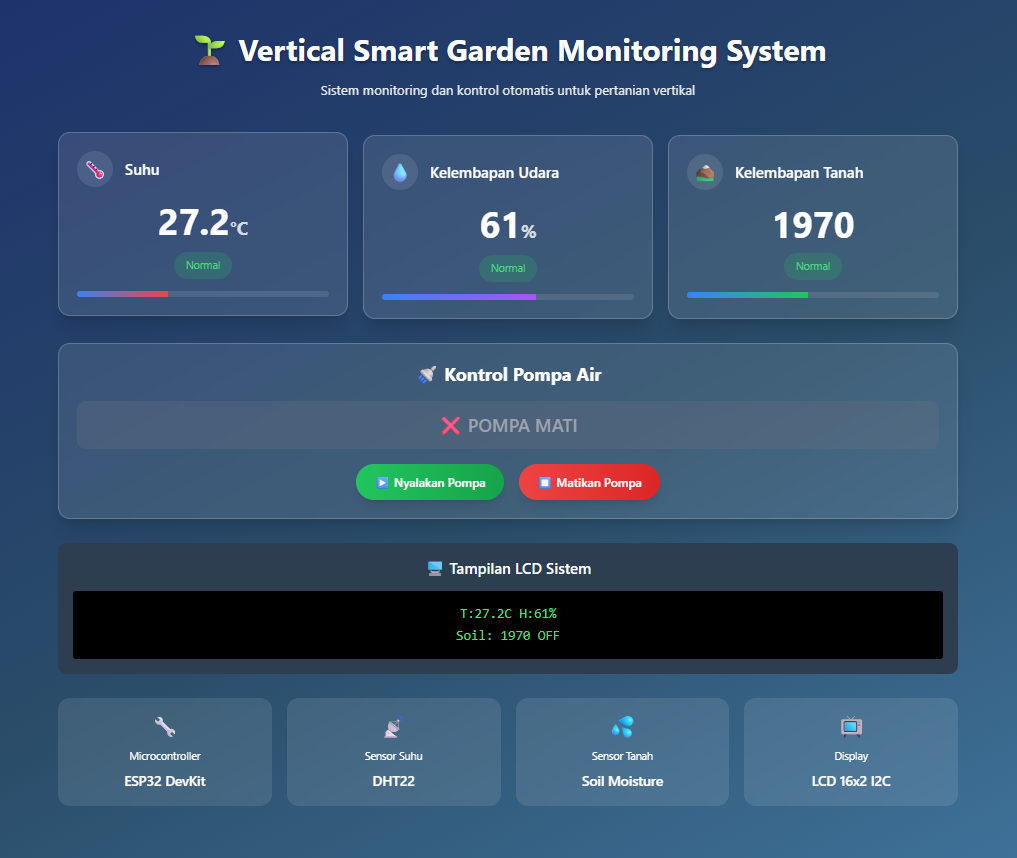 Vertical Smart Garden Monitoring System
Sistem monitoring dan kontrol otomatis untuk pertanian vertikal
Suhu
27.2°C
Normal
Kelembapan Udara
61%
Normal
Kelembapan Tanah
1970
Normal
Kontrol Pompa Air
❌ POMPA MATI
Nyalakan Pompa
Matikan Pompa
Tampilan LCD Sistem
T:27.2C H:61%
Soil: 1970 OFF
Microcontroller
ESP32 DevKit
Sensor Suhu
DHT22
Sensor Tanah
Soil Moisture
Display
LCD 16x2 I2C